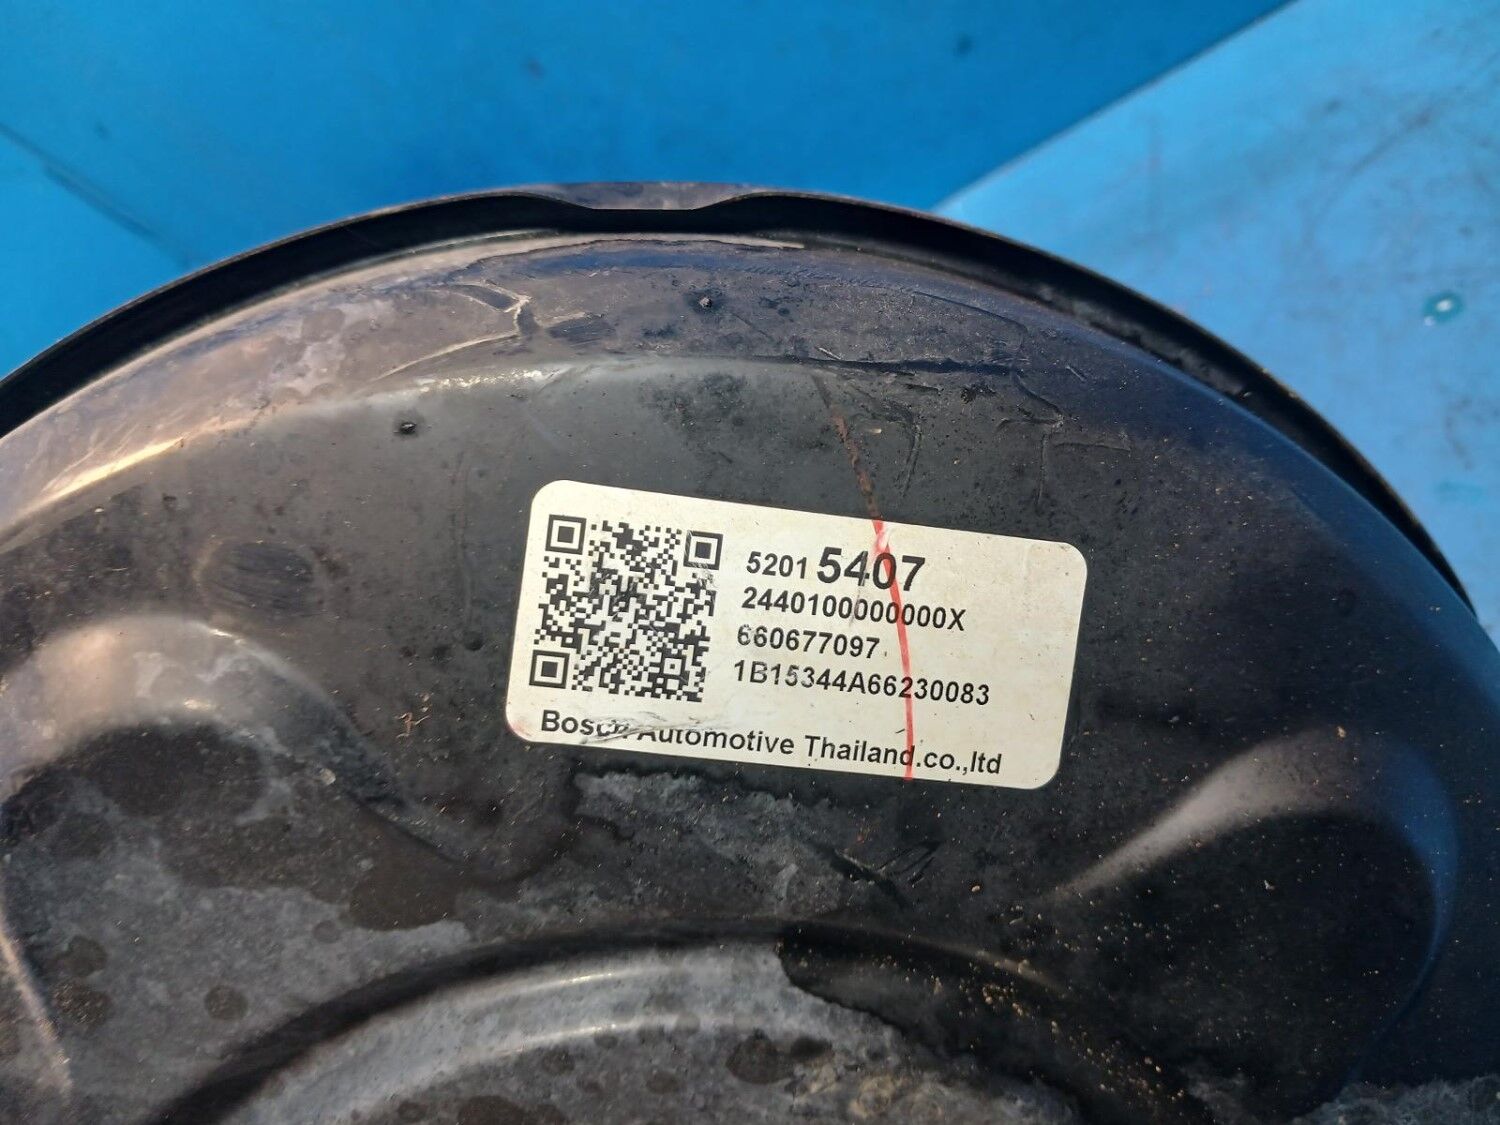 5201 5407
2440100000000X
660677097
1B15344A66230083
Bosch Automotive Thailand.co.,ltd